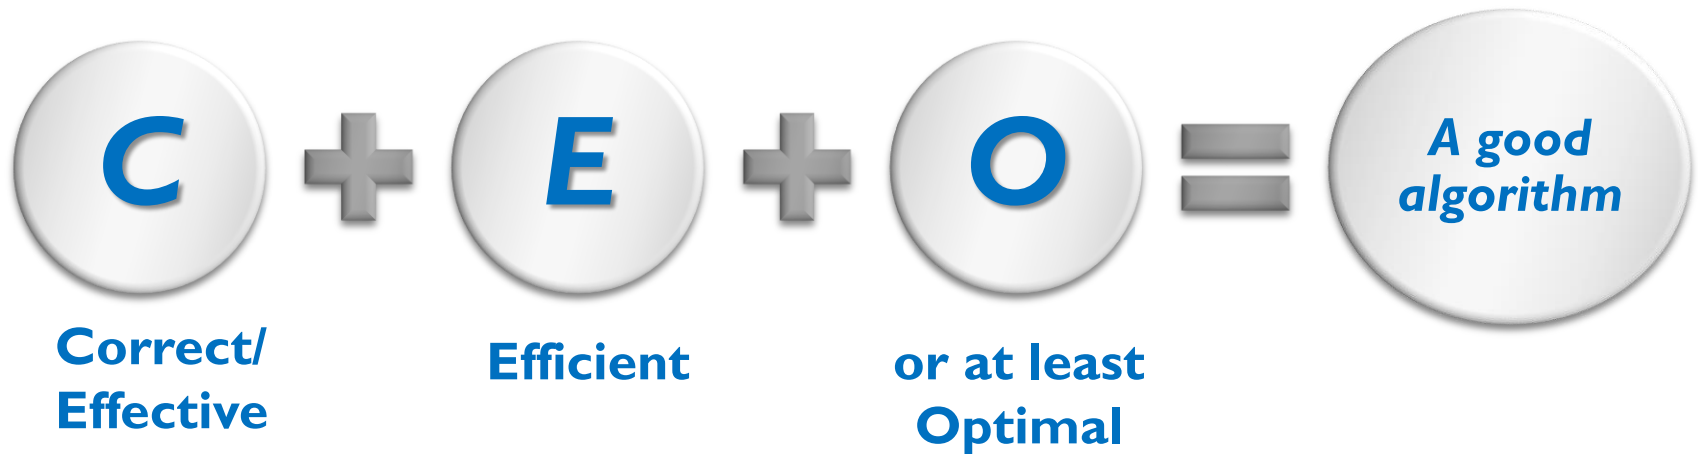 C
E
O
A good
algorithm
Correct/
Effective
Efficient
or at least
Optimal